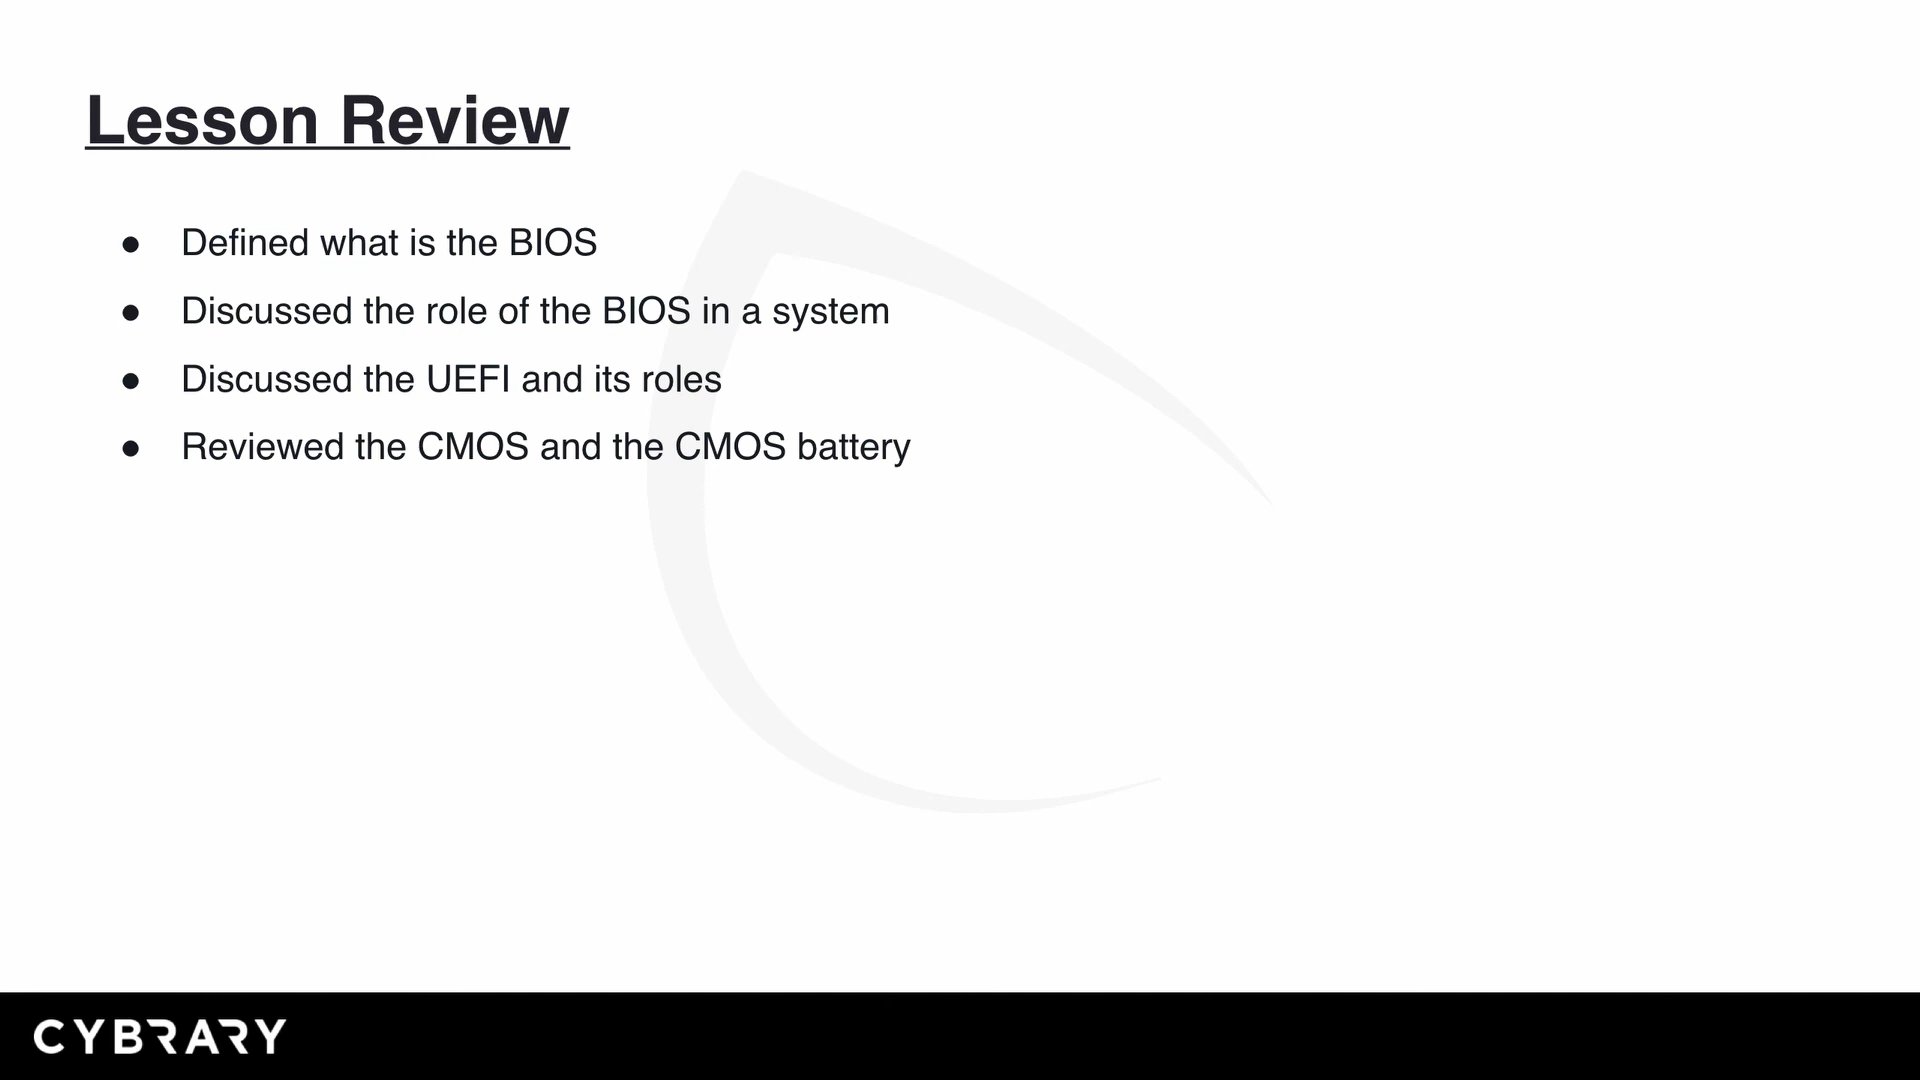 Lesson Review
● Defined what is the BIOS
● Discussed the role of the BIOS in a system
● Discussed the UEFI and its roles
● Reviewed the CMOS and the CMOS battery
CYBRARY